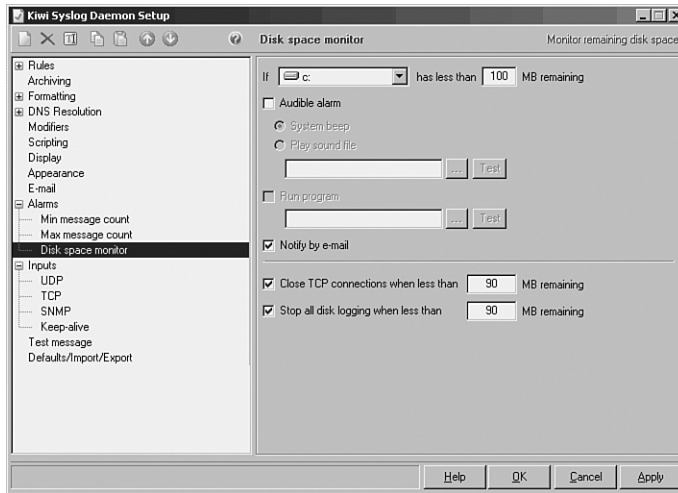 Kiwi Syslog Daemon Setup
Disk space monitor
Monitor remaining disk space
Rules
Archiving
Formatting
DNS Resolution
Modifiers
Scripting
Display
Appearance
E-mail
Alarms
Min message count
Max message count
Disk space monitor
Inputs
UDP
TCP
SNMP
Keep-alive
Test message
Defaults/Import/Export
If c: has less than 100 MB remaining
Audible alarm
System beep
Play sound file
... Test
Run program
... Test
Notify by e-mail
Close TCP connections when less than 90 MB remaining
Stop all disk logging when less than 90 MB remaining
Help OK Cancel Apply